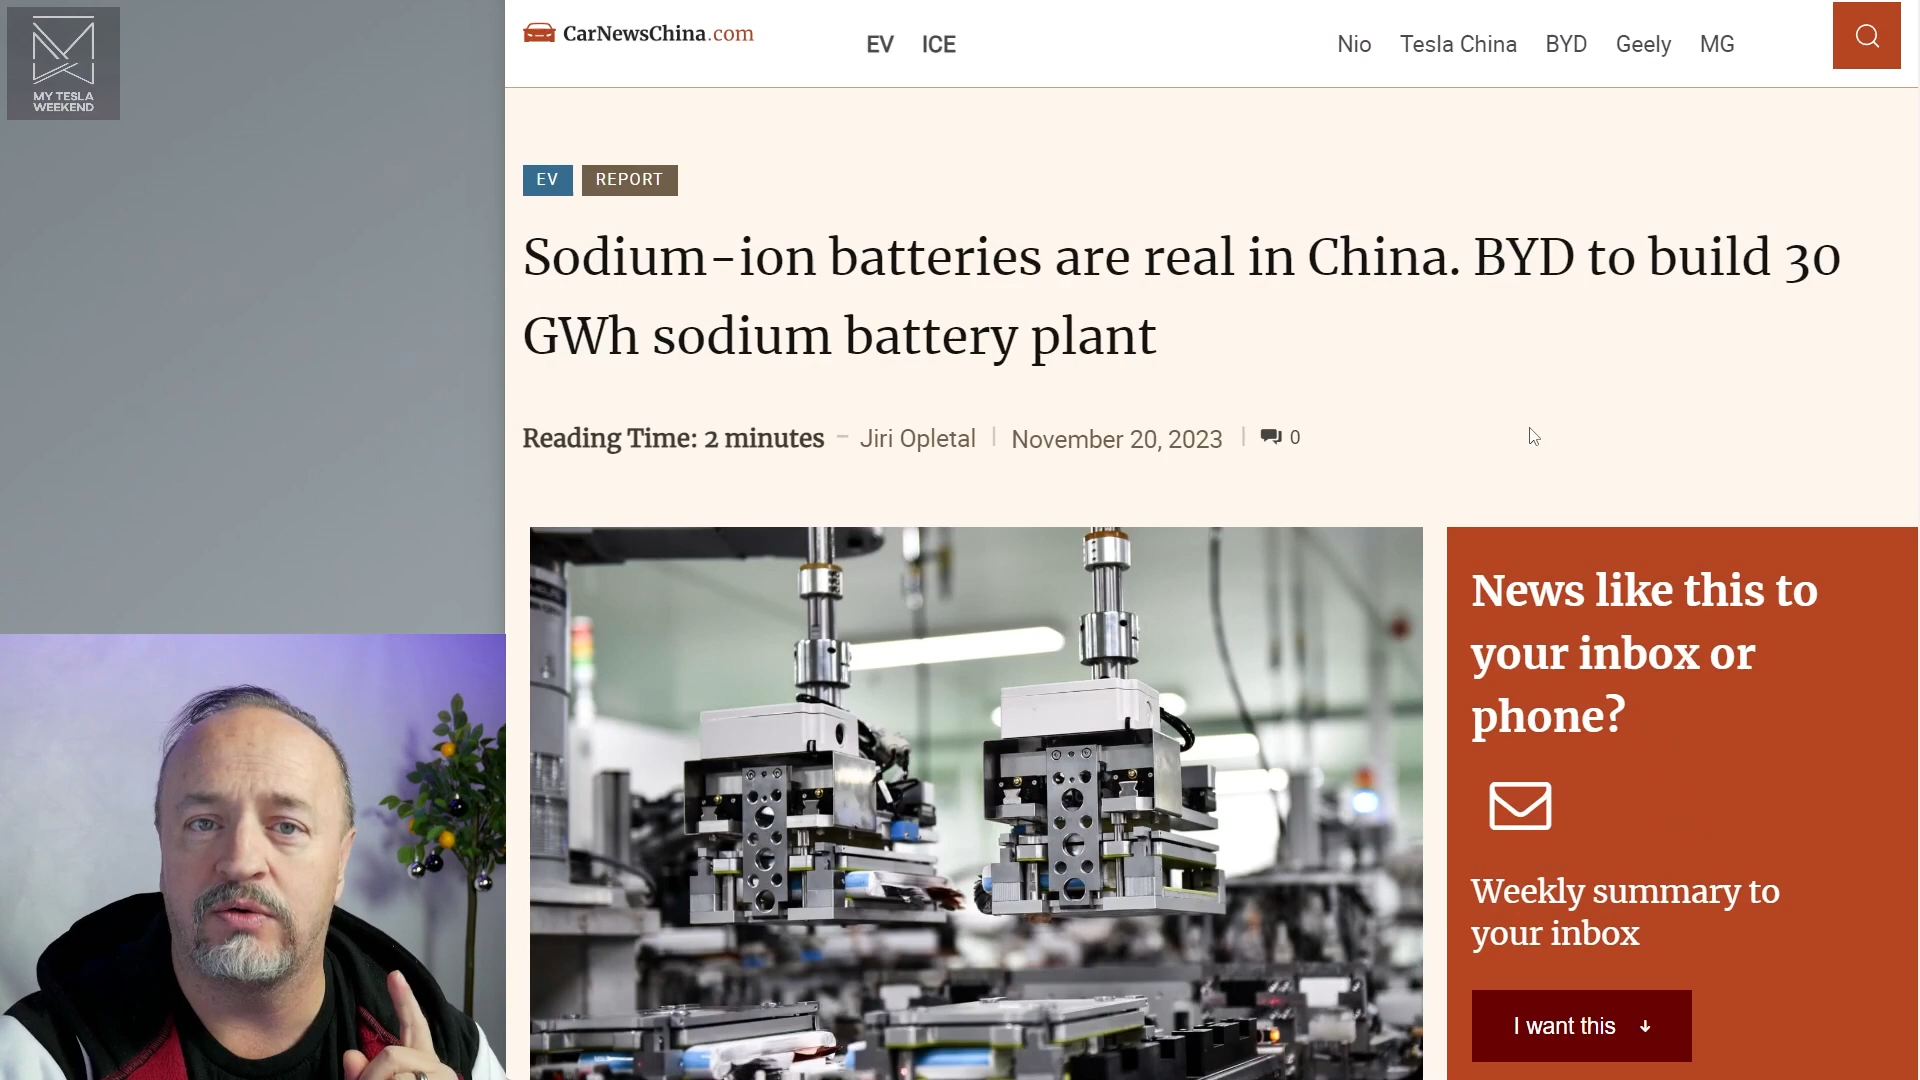 MY TESLA
WEEKEND
CarNewsChina.com
EV ICE
Nio Tesla China BYD Geely MG
EV REPORT
Sodium-ion batteries are real in China. BYD to build 30
GWh sodium battery plant
Reading Time: 2 minutes – Jiri Opletal | November 20, 2023 | 0
News like this to
your inbox or
phone?
Weekly summary to
your inbox
I want this ↓